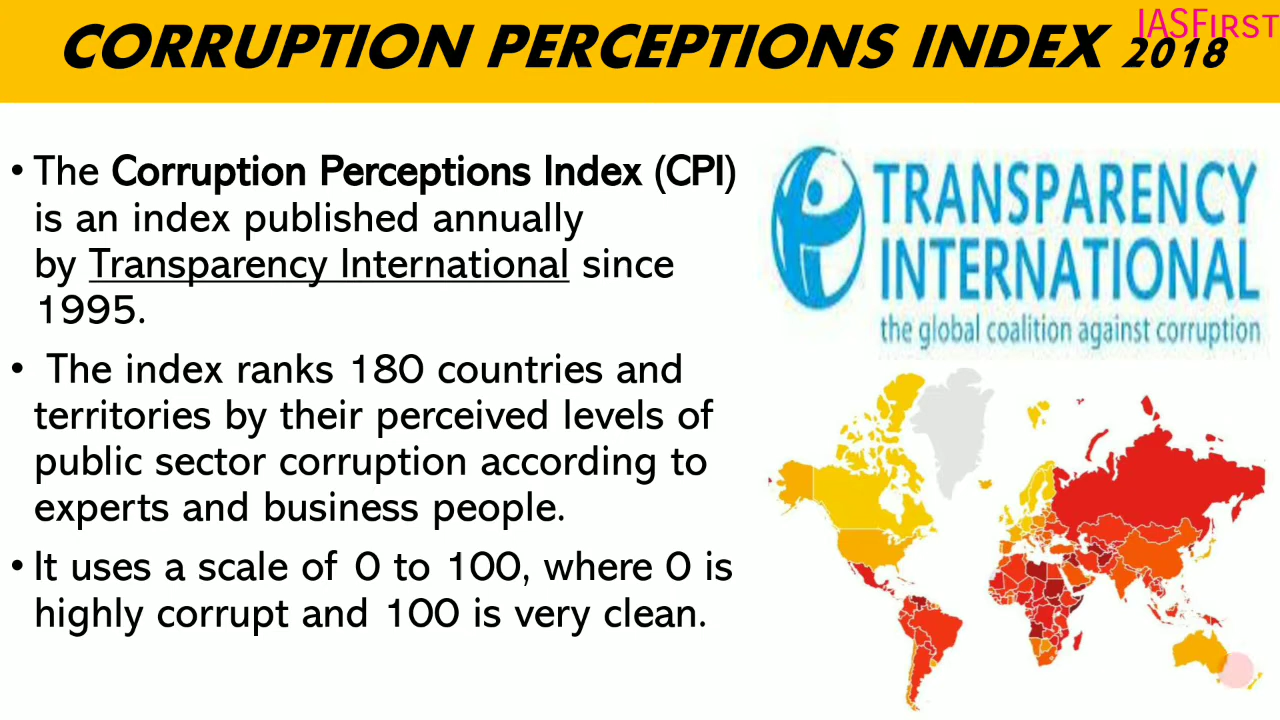 CORRUPTION PERCEPTIONS INDEX 2018
IASFIRST
• The Corruption Perceptions Index (CPI)
is an index published annually
by Transparency International since
1995.
• The index ranks 180 countries and
territories by their perceived levels of
public sector corruption according to
experts and business people.
• It uses a scale of 0 to 100, where 0 is
highly corrupt and 100 is very clean.
TRANSPARENCY
INTERNATIONAL
the global coalition against corruption